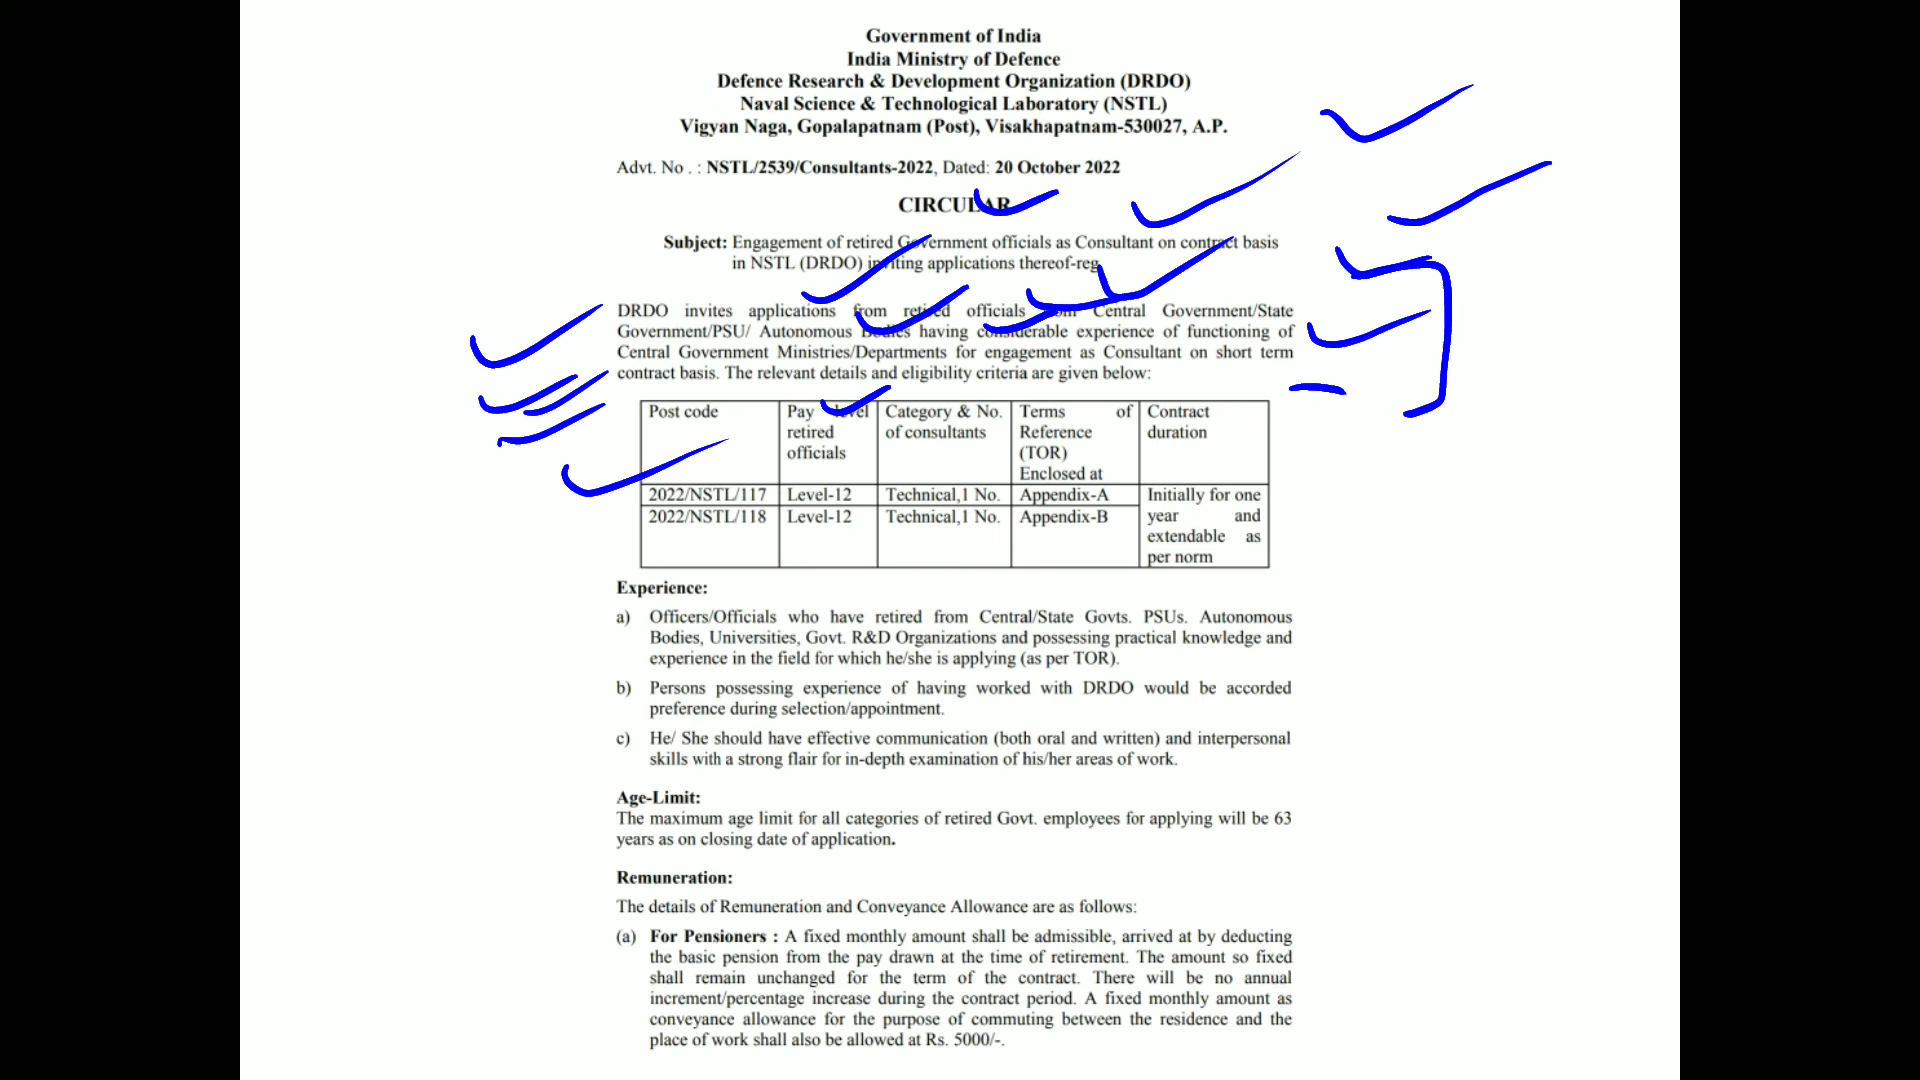 Government of India
India Ministry of Defence
Defence Research & Development Organization (DRDO)
Naval Science & Technological Laboratory (NSTL)
Vigyan Naga, Gopalapatnam (Post), Visakhapatnam-530027, A.P.
Advt. No . : NSTL/2539/Consultants-2022, Dated: 20 October 2022
CIRCULAR
Subject: Engagement of retired Government officials as Consultant on contract basis
in NSTL (DRDO) inviting applications thereof-reg
DRDO invites applications from retired officials from Central Government/State
Government/PSU/ Autonomous Bodies having considerable experience of functioning of
Central Government Ministries/Departments for engagement as Consultant on short term
contract basis. The relevant details and eligibility criteria are given below:
Post code | Pay level retired officials | Category & No. of consultants | Terms of Reference (TOR) Enclosed at | Contract duration
2022/NSTL/117 | Level-12 | Technical,1 No. | Appendix-A | Initially for one year and extendable as per norm
2022/NSTL/118 | Level-12 | Technical,1 No. | Appendix-B
Experience:
a) Officers/Officials who have retired from Central/State Govts. PSUs. Autonomous
Bodies, Universities, Govt. R&D Organizations and possessing practical knowledge and
experience in the field for which he/she is applying (as per TOR).
b) Persons possessing experience of having worked with DRDO would be accorded
preference during selection/appointment.
c) He/ She should have effective communication (both oral and written) and interpersonal
skills with a strong flair for in-depth examination of his/her areas of work.
Age-Limit:
The maximum age limit for all categories of retired Govt. employees for applying will be 63
years as on closing date of application.
Remuneration:
The details of Remuneration and Conveyance Allowance are as follows:
(a) For Pensioners : A fixed monthly amount shall be admissible, arrived at by deducting
the basic pension from the pay drawn at the time of retirement. The amount so fixed
shall remain unchanged for the term of the contract. There will be no annual
increment/percentage increase during the contract period. A fixed monthly amount as
conveyance allowance for the purpose of commuting between the residence and the
place of work shall also be allowed at Rs. 5000/-.